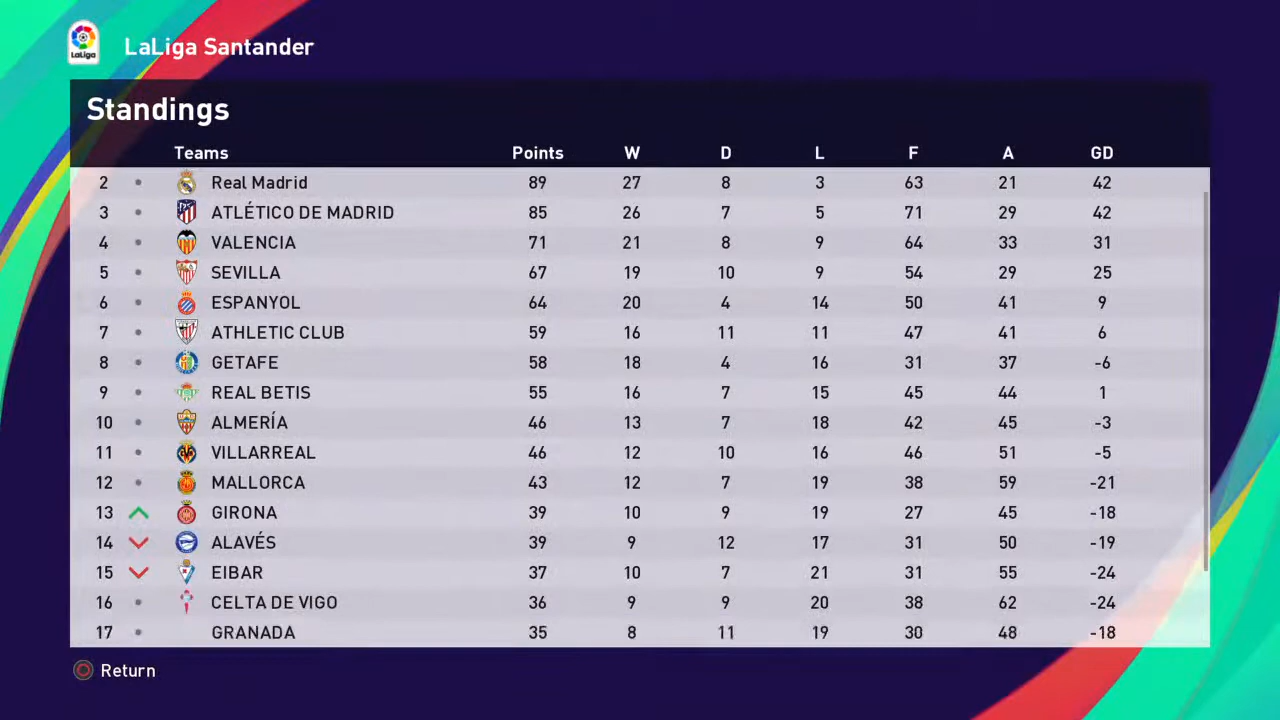 LaLiga
LaLiga Santander
Standings
Teams Points W D L F A GD
2 Real Madrid 89 27 8 3 63 21 42
3 ATLÉTICO DE MADRID 85 26 7 5 71 29 42
4 VALENCIA 71 21 8 9 64 33 31
5 SEVILLA 67 19 10 9 54 29 25
6 ESPANYOL 64 20 4 14 50 41 9
7 ATHLETIC CLUB 59 16 11 11 47 41 6
8 GETAFE 58 18 4 16 31 37 -6
9 REAL BETIS 55 16 7 15 45 44 1
10 ALMERÍA 46 13 7 18 42 45 -3
11 VILLARREAL 46 12 10 16 46 51 -5
12 MALLORCA 43 12 7 19 38 59 -21
13 GIRONA 39 10 9 19 27 45 -18
14 ALAVÉS 39 9 12 17 31 50 -19
15 EIBAR 37 10 7 21 31 55 -24
16 CELTA DE VIGO 36 9 9 20 38 62 -24
17 GRANADA 35 8 11 19 30 48 -18
Return